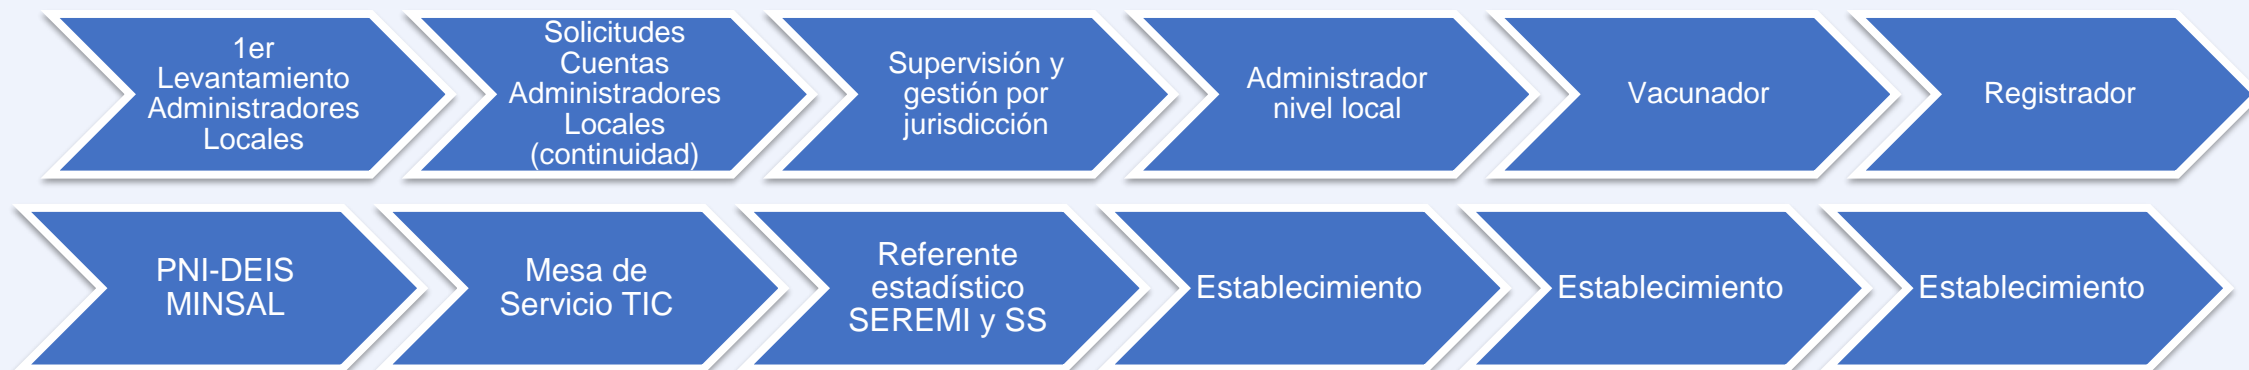 1er
Levantamiento
Administradores
Locales
Solicitudes
Cuentas
Administradores
Locales
(continuidad)
Supervisión y
gestión por
jurisdicción
Administrador
nivel local
Vacunador
Registrador
PNI-DEIS
MINSAL
Mesa de
Servicio TIC
Referente
estadístico
SEREMI y SS
Establecimiento
Establecimiento
Establecimiento